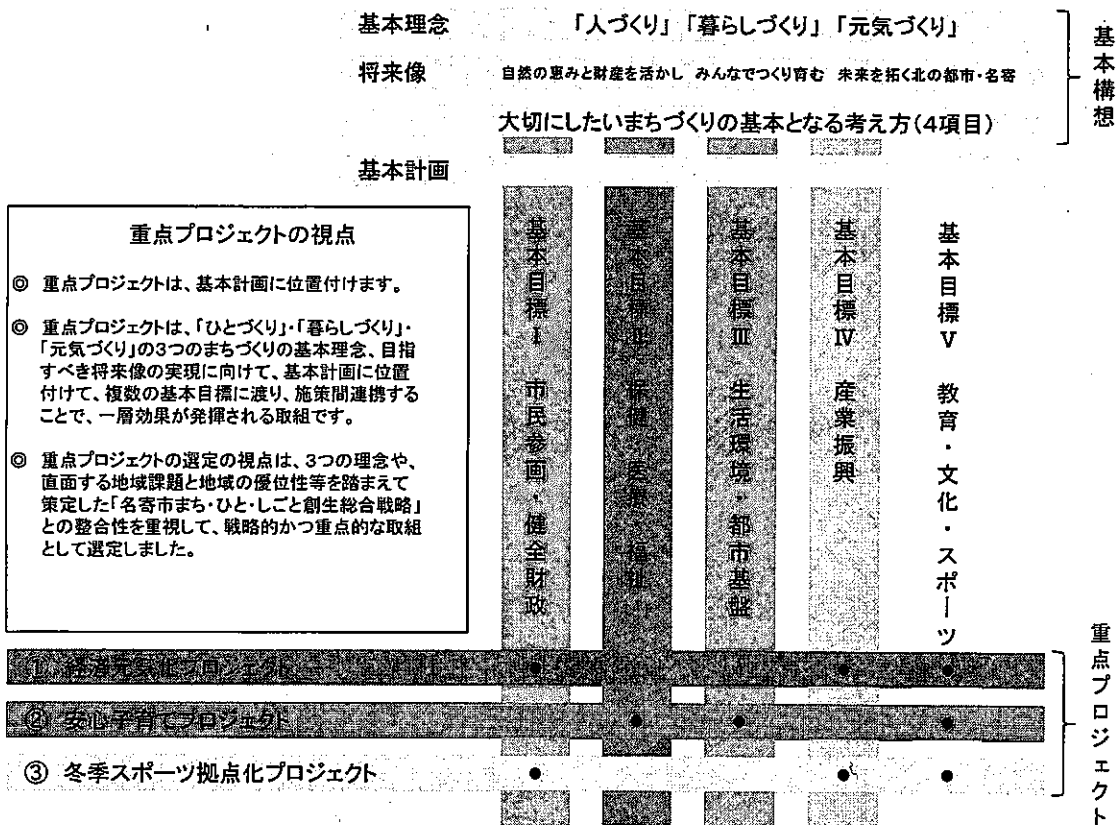 基本理念 「人づくり」「暮らしづくり」「元気づくり」
将来像 自然の恵みと財産を活かし みんなでつくり育む 未来を拓く北の都市・名寄
大切にしたいまちづくりの基本となる考え方(4項目)
基本構想
基本計画
重点プロジェクトの視点
◎ 重点プロジェクトは、基本計画に位置付けます。
◎ 重点プロジェクトは、「ひとづくり」・「暮らしづくり」・
「元気づくり」の3つのまちづくりの基本理念、目指
すべき将来像の実現に向けて、基本計画に位置
付けて、複数の基本目標に渡り、施策間連携する
ことで、一層効果が発揮される取組です。
◎ 重点プロジェクトの選定の視点は、3つの理念や、
直面する地域課題と地域の優位性等を踏まえて
策定した「名寄市まち・ひと・しごと創生総合戦略」
との整合性を重視して、戦略的かつ重点的な取組
として選定しました。
基本目標Ⅰ 市民参画・健全財政
基本目標Ⅱ 保健・医療・福祉
基本目標Ⅲ 生活環境・都市基盤
基本目標Ⅳ 産業振興
基本目標Ⅴ 教育・文化・スポーツ
① 経済元気化プロジェクト
② 安心子育てプロジェクト
③ 冬季スポーツ拠点化プロジェクト
重点プロジェクト